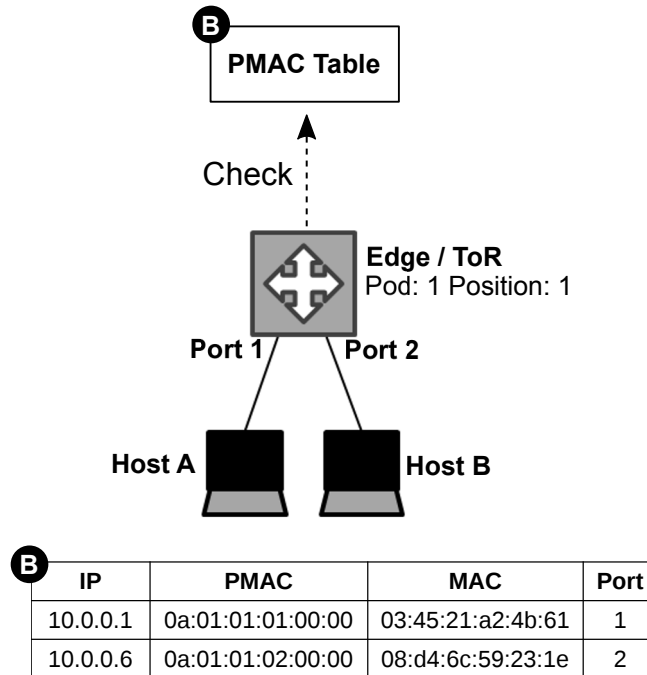 B
PMAC Table
Check
Edge / ToR
Pod: 1 Position: 1
Port 1 Port 2
Host A Host B
B
IP PMAC MAC Port
10.0.0.1 0a:01:01:01:00:00 03:45:21:a2:4b:61 1
10.0.0.6 0a:01:01:02:00:00 08:d4:6c:59:23:1e 2